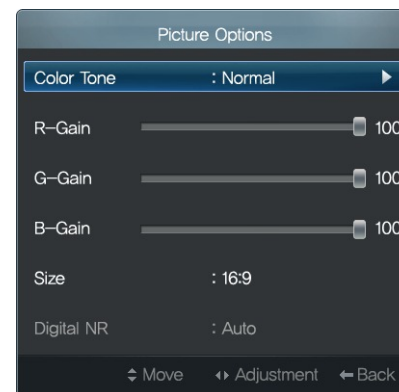 Picture Options
Color Tone : Normal
R-Gain 100
G-Gain 100
B-Gain 100
Size : 16:9
Digital NR : Auto
Move Adjustment Back